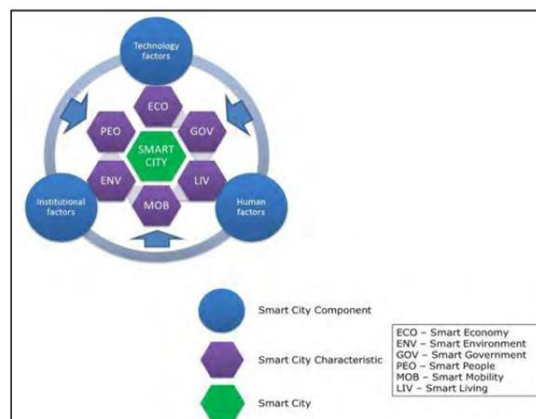 Technology
factors
ECO
PEO
GOV
SMART
CITY
ENV
LIV
MOB
Institutional
factors
Human
factors
Smart City Component
Smart City Characteristic
Smart City
ECO – Smart Economy
ENV – Smart Environment
GOV – Smart Government
PEO – Smart People
MOB – Smart Mobility
LIV – Smart Living